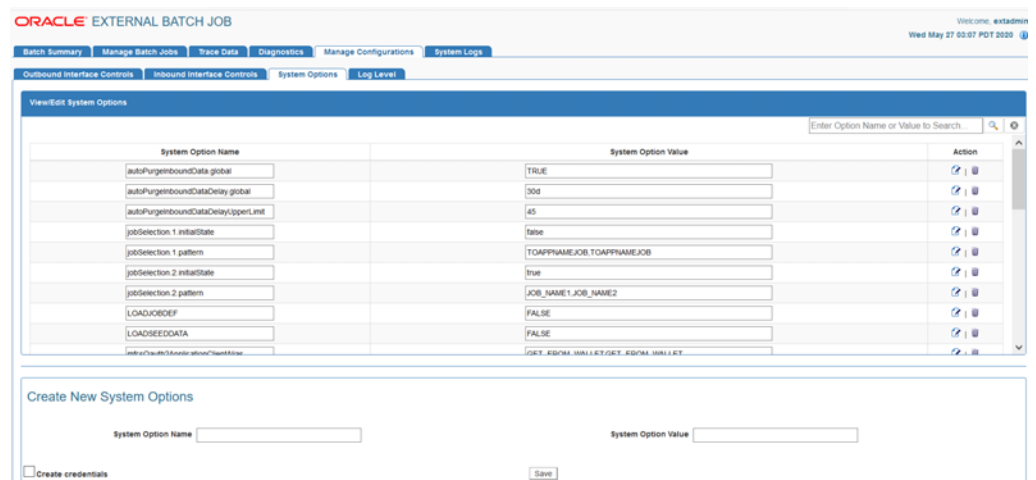 ORACLE EXTERNAL BATCH JOB
Welcome, extadmin
Wed May 27 03:07 PDT 2020
Batch Summary Manage Batch Jobs Trace Data Diagnostics Manage Configurations System Logs
Outbound Interface Controls Inbound Interface Controls System Options Log Level
View/Edit System Options
Enter Option Name or Value to Search...
System Option Name System Option Value Action
autoPurgeInboundData.global TRUE |
autoPurgeInboundDataDelay.global 30d |
autoPurgeInboundDataDelayUpperLimit 45 |
jobSelection.1.initialState false |
jobSelection.1.pattern TOAPPNAMEJOB,TOAPPNAMEJOB |
jobSelection.2.initialState true |
jobSelection.2.pattern JOB_NAME1,JOB_NAME2 |
LOADJOBDEF FALSE |
LOADSEEDDATA FALSE |
GET_FROM_WALLET:GET_FROM_WALLET |
Create New System Options
System Option Name System Option Value
Create credentials Save